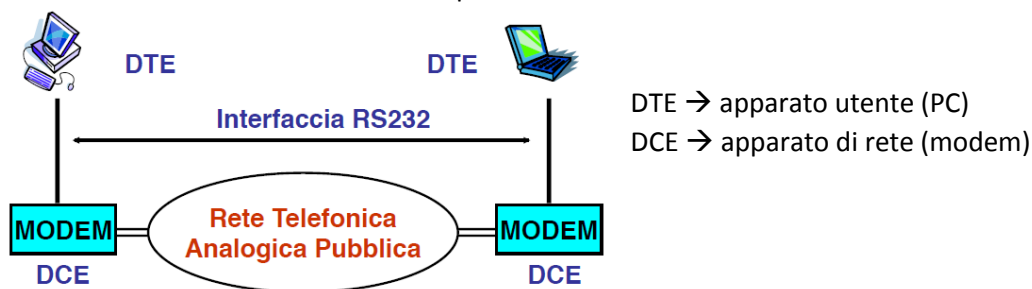 DTE
DTE
Interfaccia RS232
DTE → apparato utente (PC)
DCE → apparato di rete (modem)
MODEM
Rete Telefonica
Analogica Pubblica
MODEM
DCE
DCE